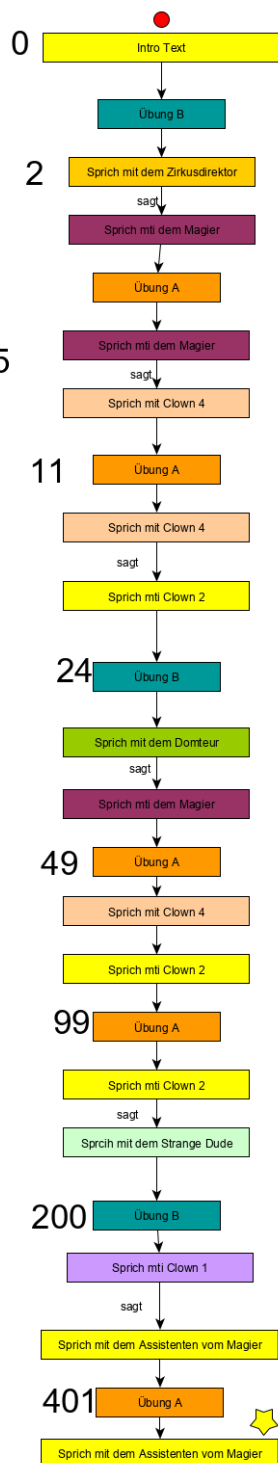 0
Intro Text
Übung B
2
Sprich mit dem Zirkusdirektor
sagt
Sprich mti dem Magier
Übung A
5
Sprich mti dem Magier
sagt
Sprich mit Clown 4
11
Übung A
Sprich mit Clown 4
sagt
Sprich mti Clown 2
24
Übung B
Sprich mit dem Domteur
sagt
Sprich mti dem Magier
49
Übung A
Sprich mit Clown 4
Sprich mti Clown 2
99
Übung A
Sprich mti Clown 2
sagt
Sprcih mit dem Strange Dude
200
Übung B
Sprich mti Clown 1
sagt
Sprich mit dem Assistenten vom Magier
401
Übung A
Sprich mit dem Assistenten vom Magier